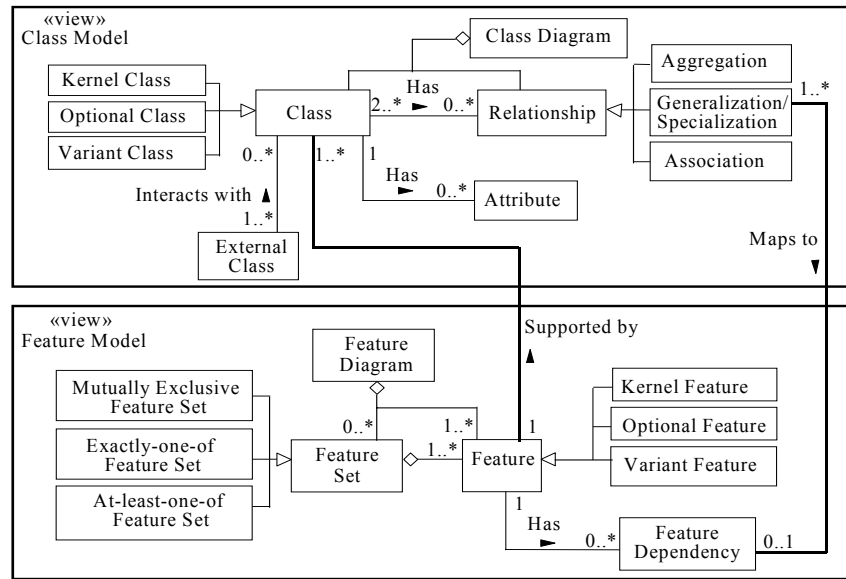 «view»
Class Model
Class Diagram
Kernel Class
Optional Class
Variant Class
Class
Has
2..*
0..*
Relationship
Aggregation
Generalization/
Specialization
Association
1..*
0..*
1..*
1
Has
0..*
Attribute
Interacts with
1..*
External
Class
Maps to
«view»
Feature Model
Supported by
Feature
Diagram
Mutually Exclusive
Feature Set
Exactly-one-of
Feature Set
At-least-one-of
Feature Set
0..*
1..*
1
Feature
Set
1..*
Feature
Kernel Feature
Optional Feature
Variant Feature
1
Has
0..*
Feature
Dependency
0..1